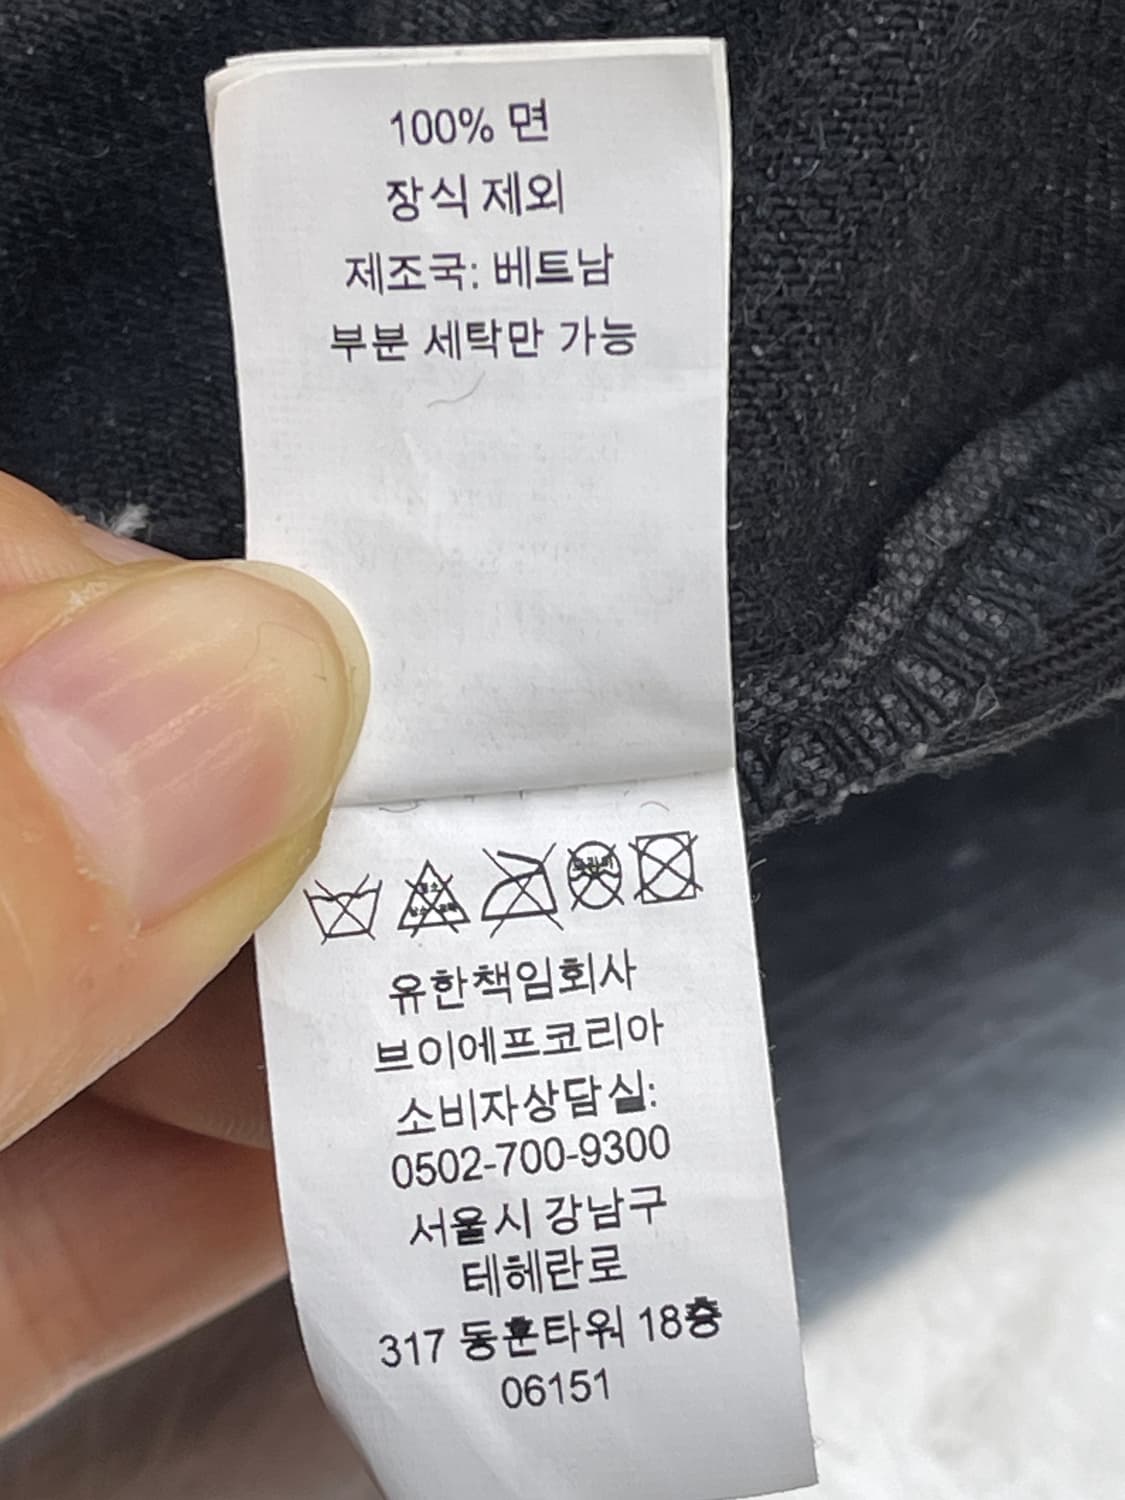 100% 면
장식 제외
제조국: 베트남
부분 세탁만 가능
유한책임회사
브이에프코리아
소비자상담실:
0502-700-9300
서울시 강남구
테헤란로
317 동훈타워 18층
06151